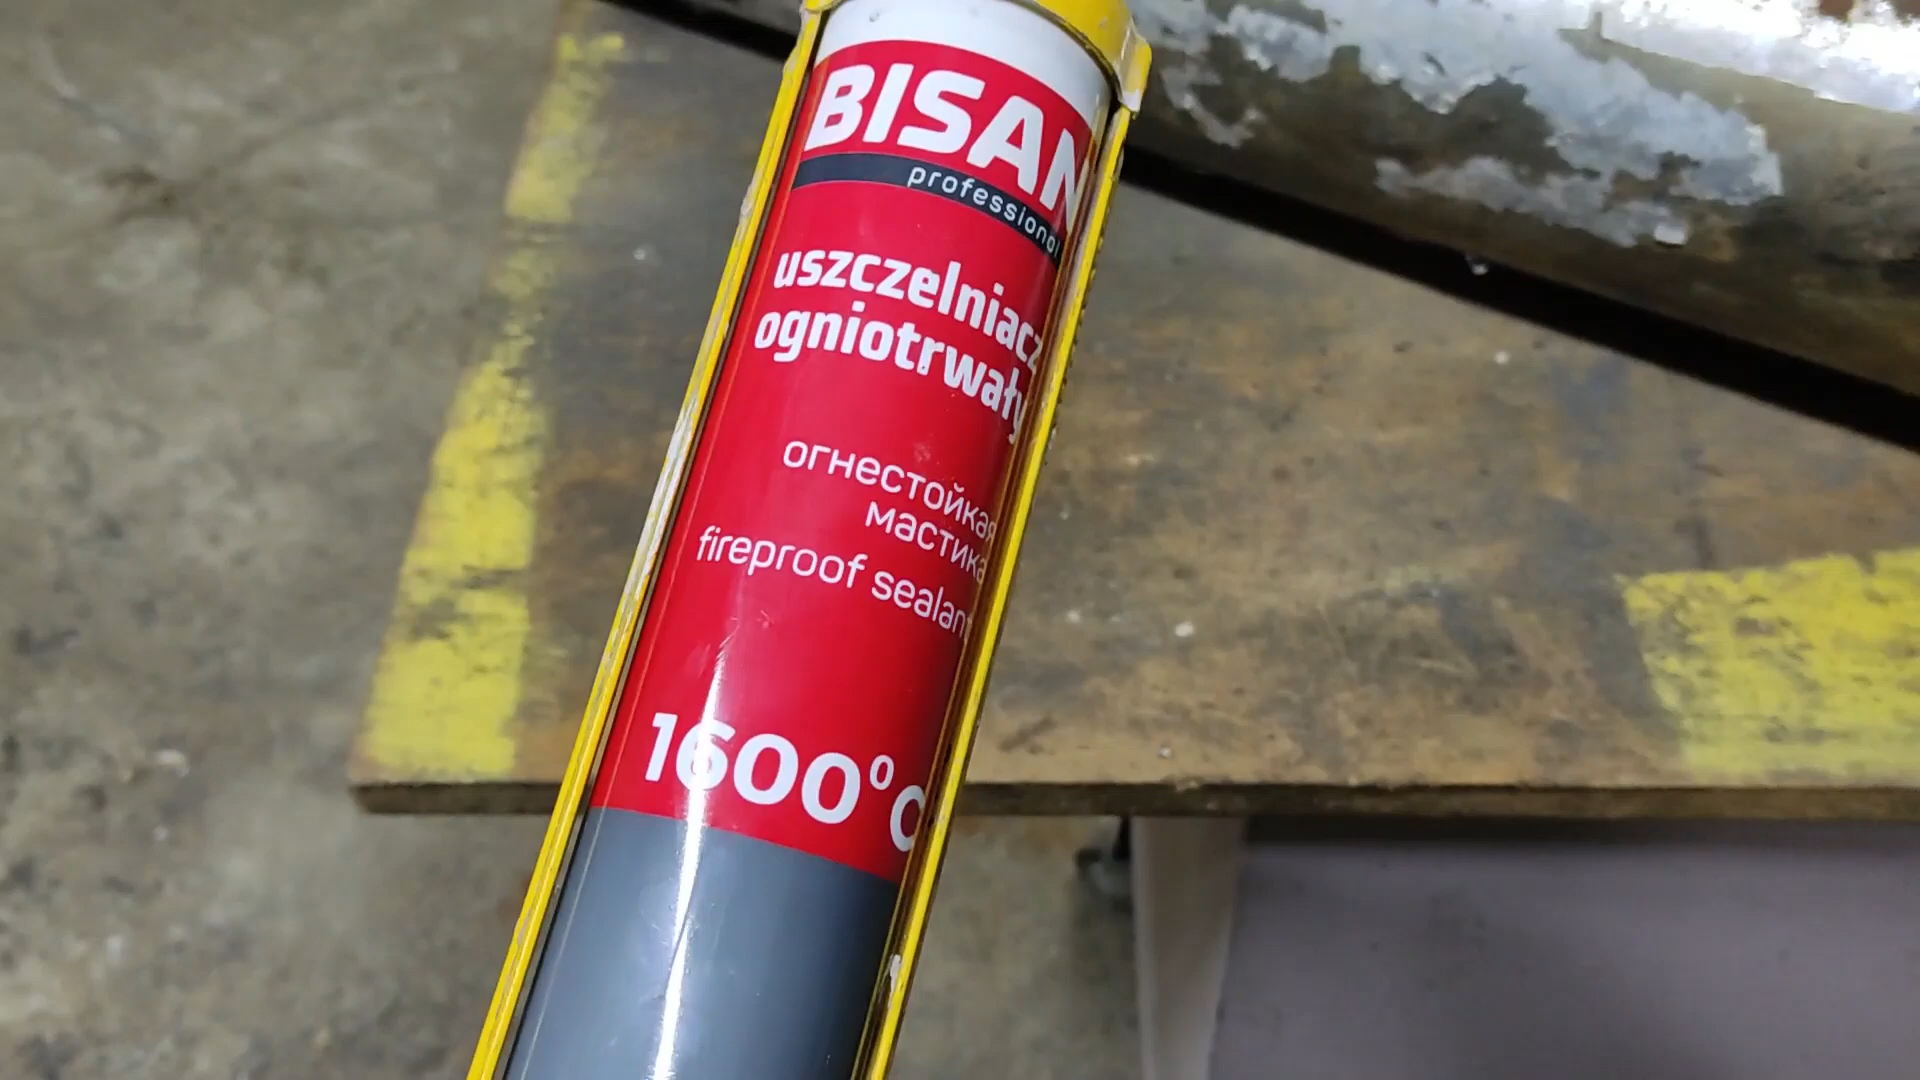 BISAN
professional
uszczelniacz
ogniotrwały
огнестойкая
мастика
fireproof sealant
1600°C